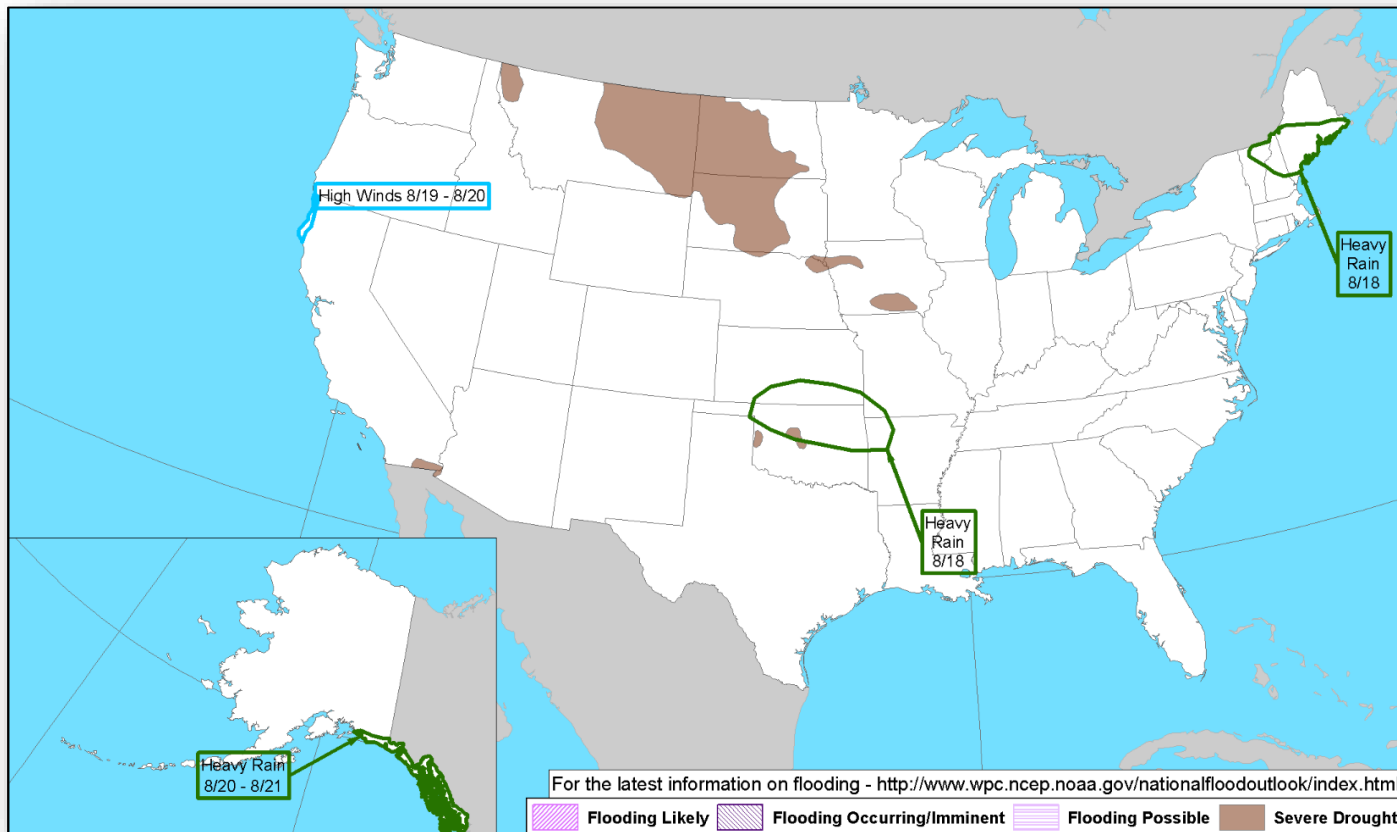 High Winds 8/19 - 8/20
Heavy
Rain
8/18
Heavy
Rain
8/18
Heavy Rain
8/20 - 8/21
For the latest information on flooding - http://www.wpc.ncep.noaa.gov/nationalfloodoutlook/index.htm
Flooding Likely Flooding Occurring/Imminent Flooding Possible Severe Drought